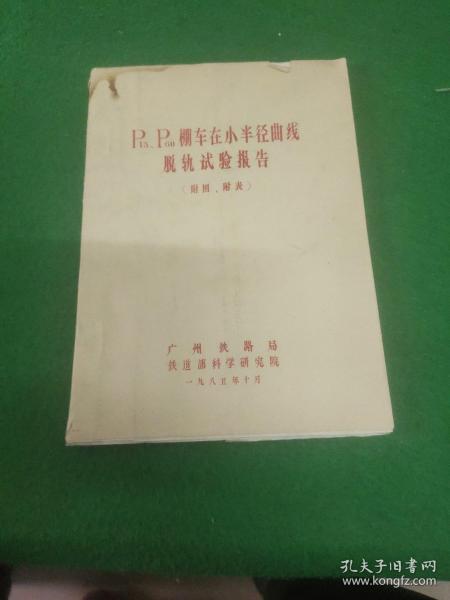 P₁₃、P₆₀棚车在小半径曲线
脱轨试验报告
（附图、附表）
广州铁路局
铁道部科学研究院
一九八五年十月
孔夫子旧书网
www.kongfz.com